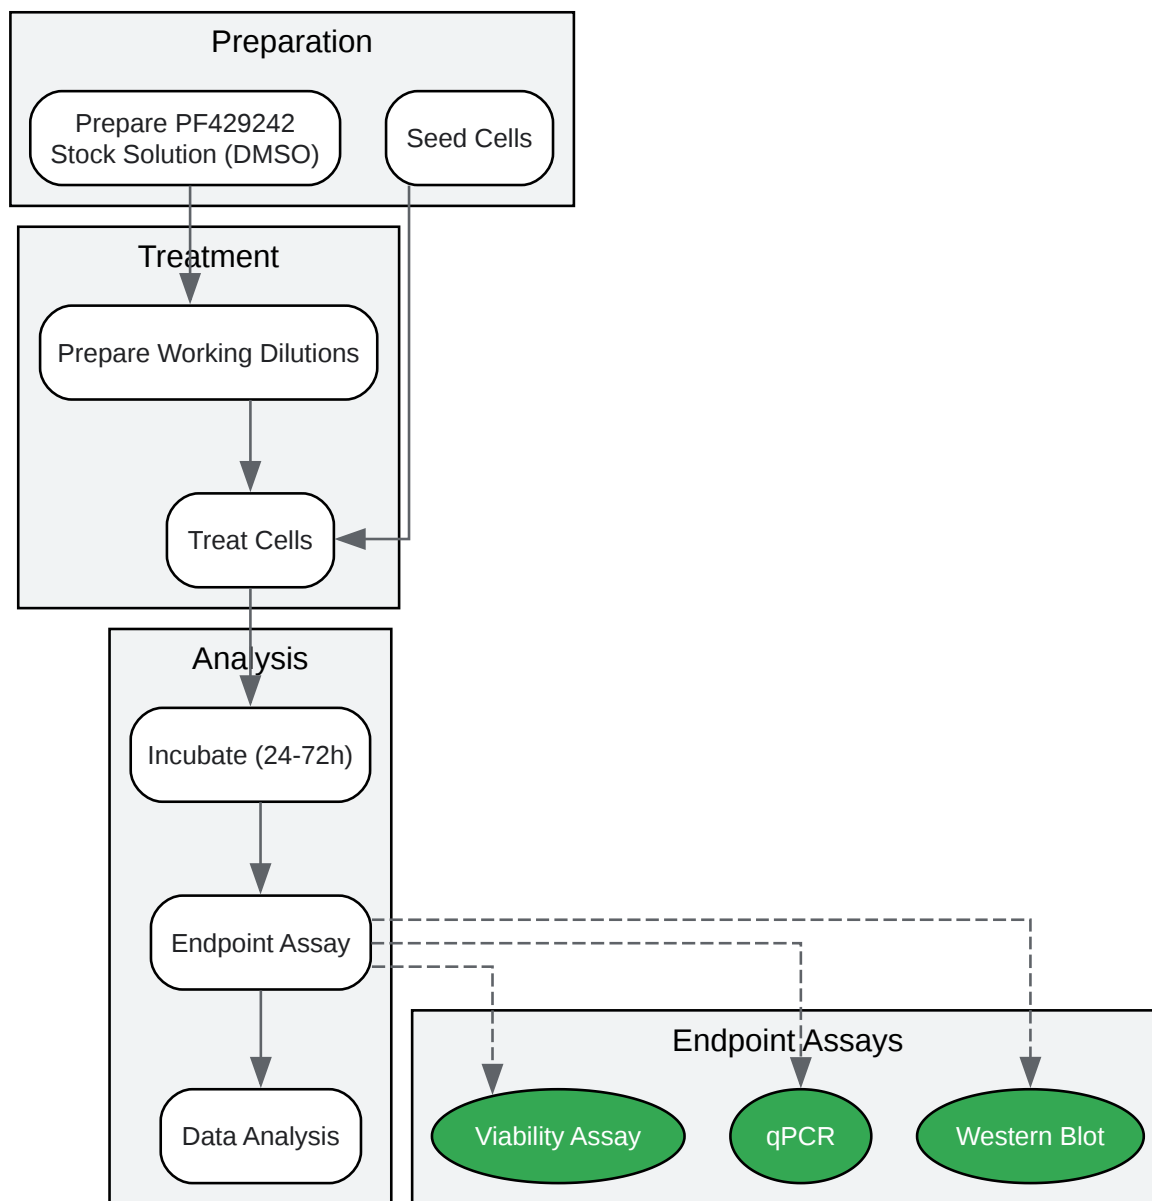 Preparation
Prepare PF429242
Stock Solution (DMSO)
Seed Cells
Treatment
Prepare Working Dilutions
Treat Cells
Analysis
Incubate (24-72h)
Endpoint Assay
Endpoint Assays
Data Analysis
Viability Assay
qPCR
Western Blot